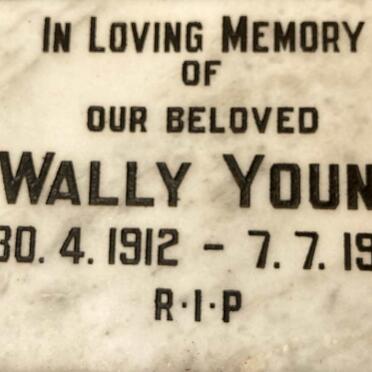 IN LOVING MEMORY
OF
OUR BELOVED
WALLY YOUN
30. 4. 1912 - 7. 7. 19
R·I·P